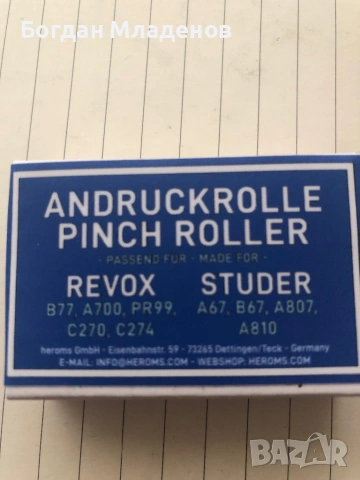 Богдан Младенов
ANDRUCKROLLE
PINCH ROLLER
- PASSEND FÜR - MADE FOR -
REVOX STUDER
B77, A700, PR99, A67, B67, A807,
C270, C274 A810
heroms GmbH - Eisenbahnstr. 59 - 73265 Dettingen/Teck - Germany
E-MAIL: INFO@HEROMS.COM - WEBSHOP: HEROMS.COM
BAZAR
bg